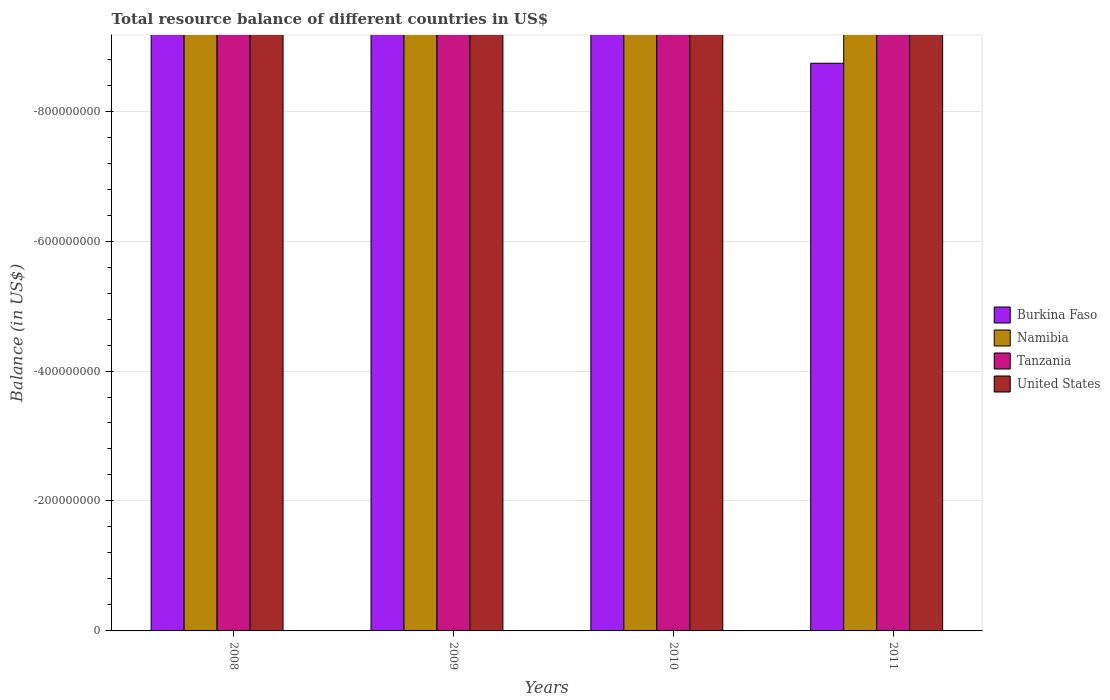 Total resource balance of different countries in US$
Balance (in US$)
-800000000
-600000000
-400000000
-200000000
0
2008
2009
2010
2011
Years
Burkina Faso
Namibia
Tanzania
United States